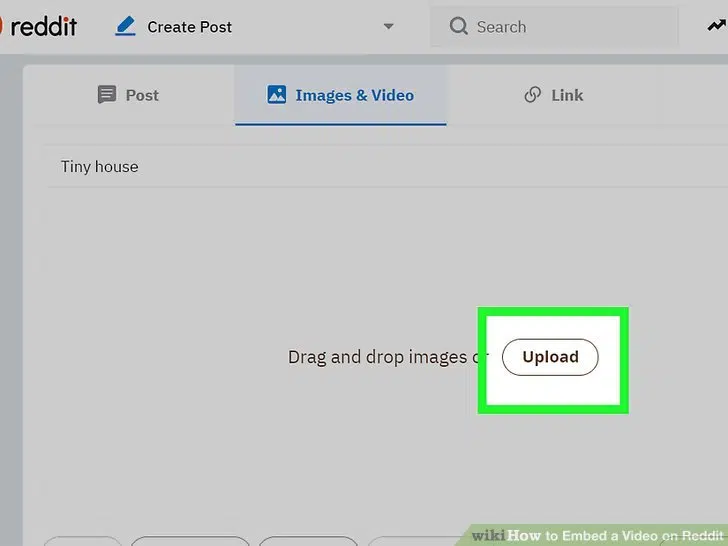 reddit
Create Post
Search
Post
Images & Video
Link
Tiny house
Drag and drop images or
Upload
wikiHow to Embed a Video on Reddit